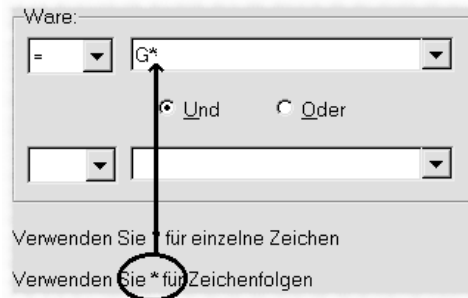 Ware:
= G*
Und Oder
Verwenden Sie * für einzelne Zeichen
Verwenden Sie * für Zeichenfolgen